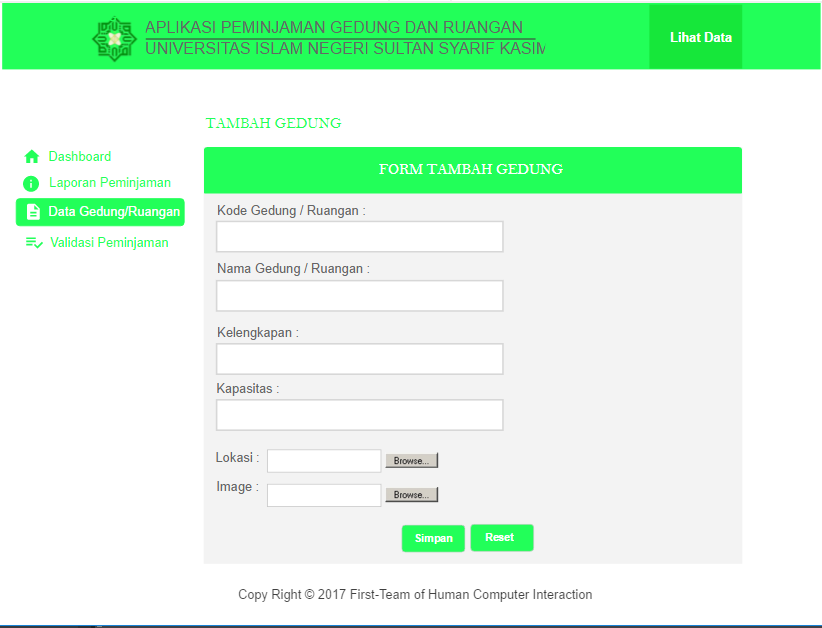 APLIKASI PEMINJAMAN GEDUNG DAN RUANGAN
UNIVERSITAS ISLAM NEGERI SULTAN SYARIF KASIM
Lihat Data
TAMBAH GEDUNG
Dashboard
Laporan Peminjaman
Data Gedung/Ruangan
Validasi Peminjaman
FORM TAMBAH GEDUNG
Kode Gedung / Ruangan :
Nama Gedung / Ruangan :
Kelengkapan :
Kapasitas :
Lokasi :
Browse...
Image :
Browse...
Simpan
Reset
Copy Right © 2017 First-Team of Human Computer Interaction